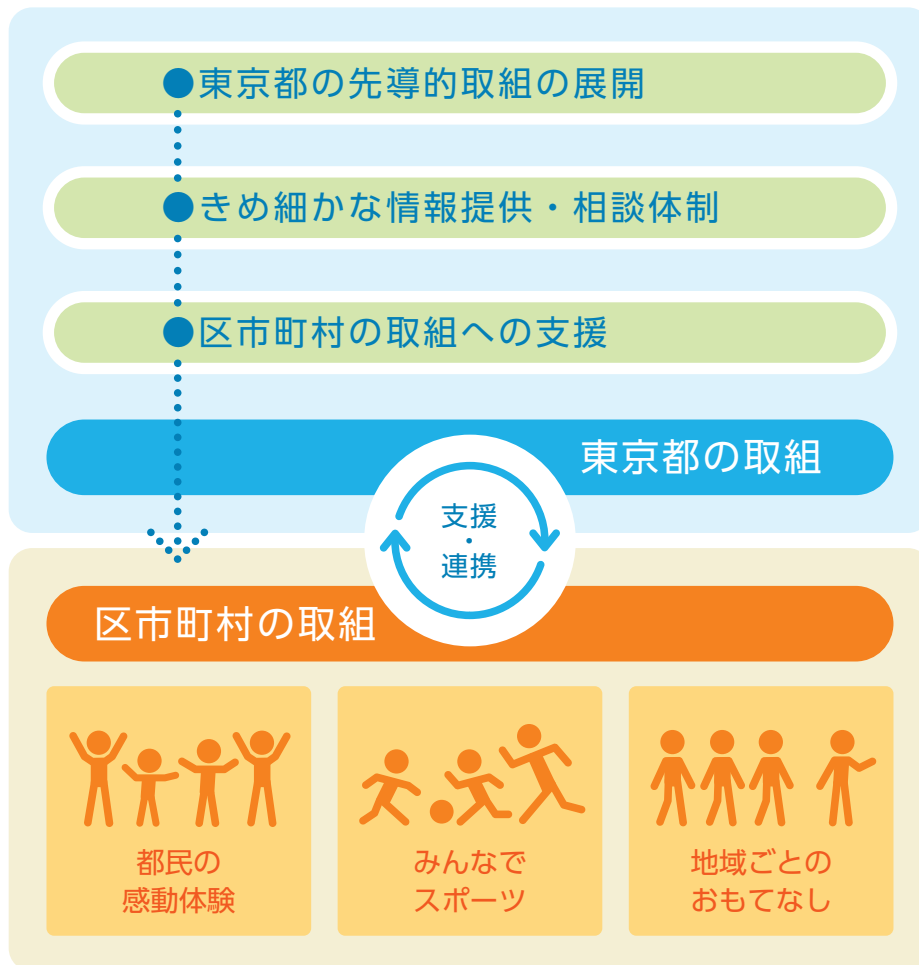 ●東京都の先導的取組の展開
●きめ細かな情報提供・相談体制
●区市町村の取組への支援
東京都の取組
支援
・
連携
区市町村の取組
都民の
感動体験
みんなで
スポーツ
地域ごとの
おもてなし